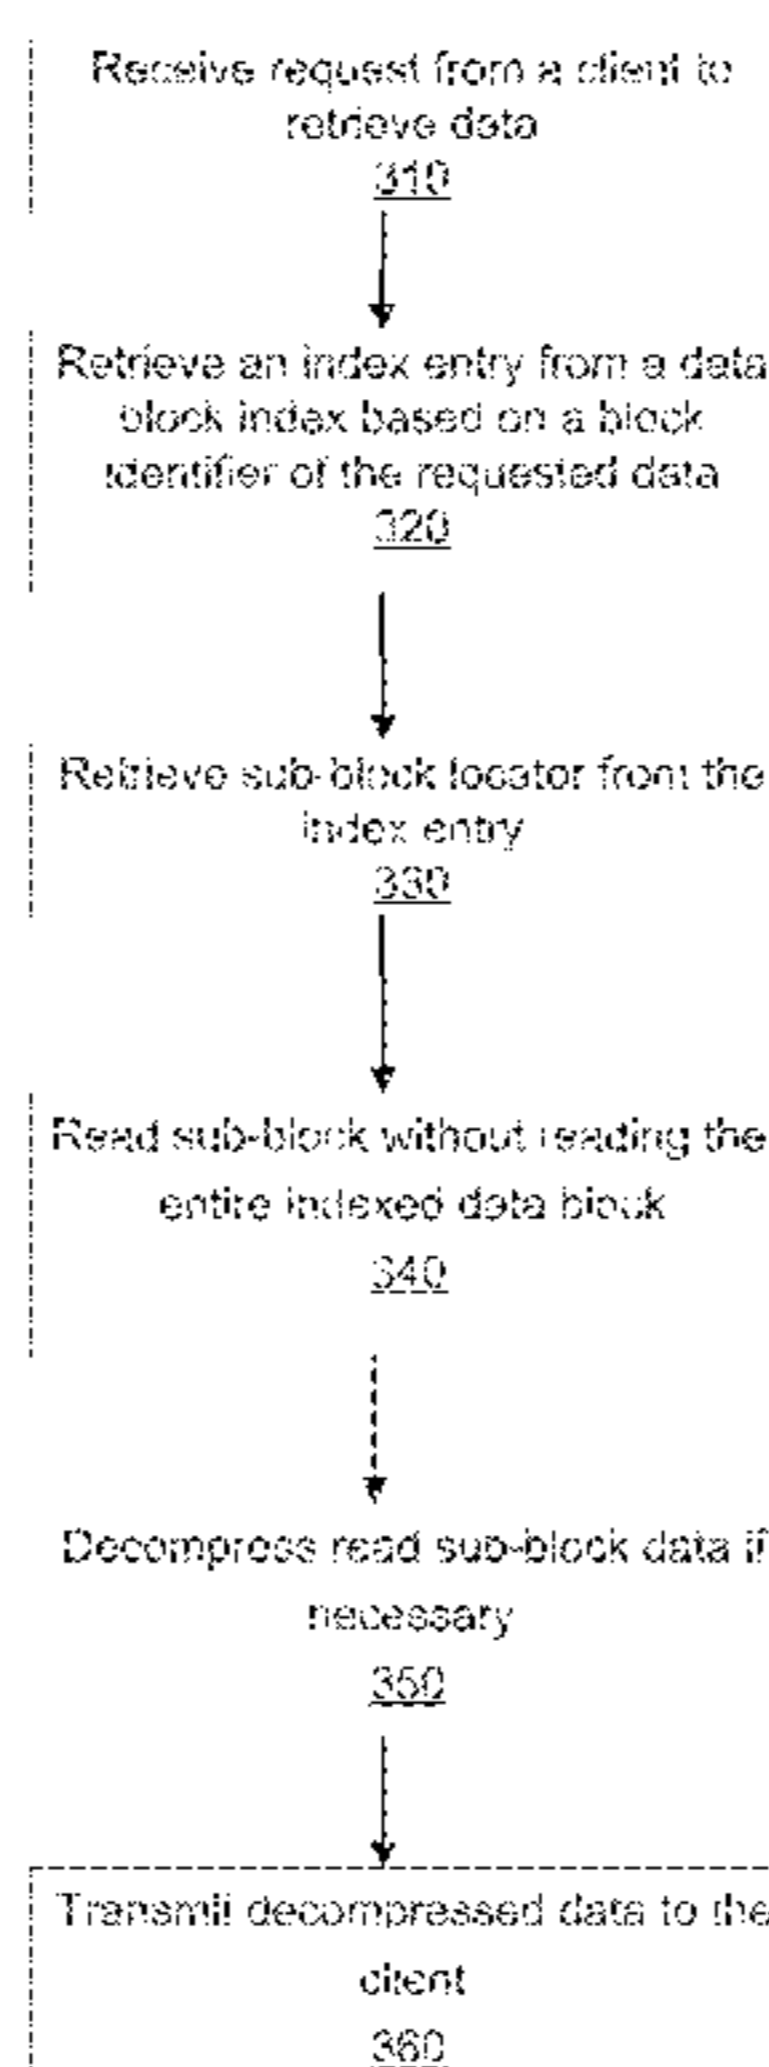 Receive request from a client to
retrieve data
310
Retrieve an index entry from a data
block index based on a block
identifier of the requested data
320
Retrieve sub-block locator from the
index entry
330
Read sub-block without reading the
entire indexed data block
340
Decompress read sub-block data if
necessary
350
Transmit decompressed data to the
client
360